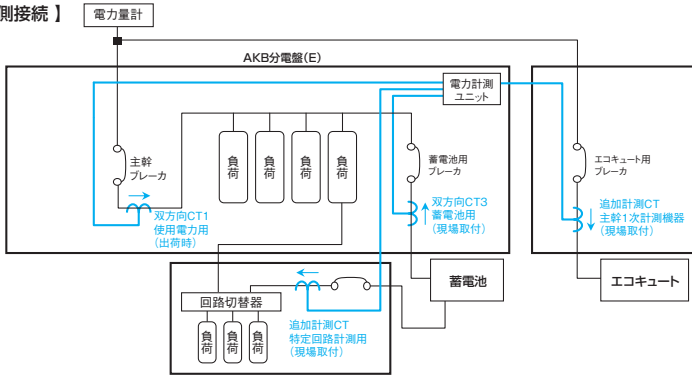 側接続 】
電力量計
AKB分電盤(E)
電力計測
ユニット
主幹
ブレーカ
負荷
負荷
負荷
負荷
蓄電池用
ブレーカ
エコキュート用
ブレーカ
双方向CT1
使用電力用
(出荷時)
双方向CT3
蓄電池用
(現場取付)
追加計測CT
主幹1次計測機器
(現場取付)
蓄電池
エコキュート
回路切替器
負荷
負荷
負荷
追加計測CT
特定回路計測用
(現場取付)